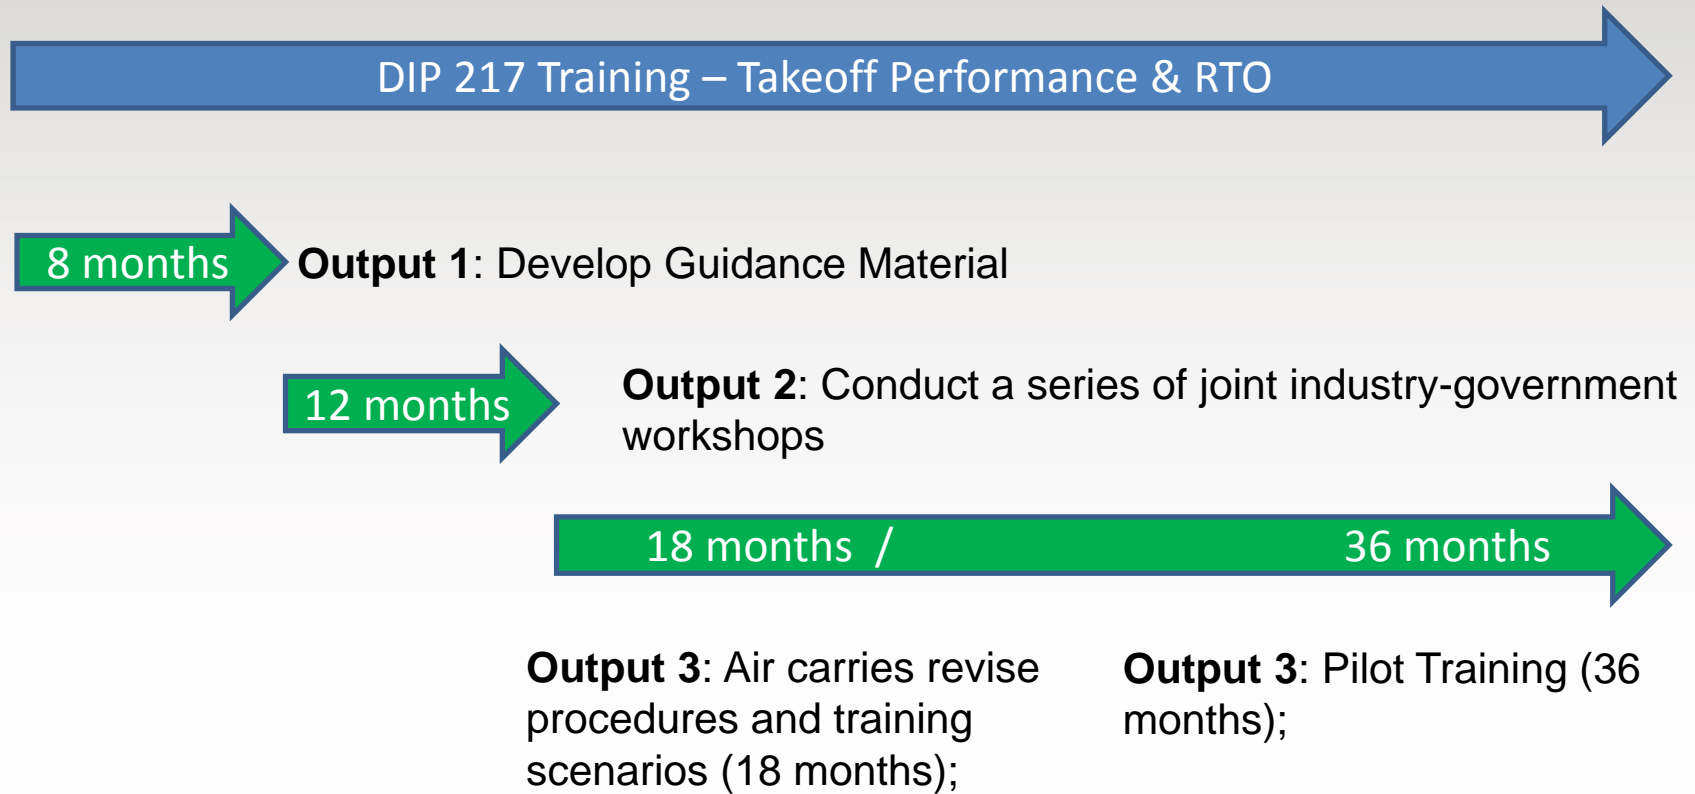 DIP 217 Training – Takeoff Performance & RTO
8 months
Output 1: Develop Guidance Material
12 months
Output 2: Conduct a series of joint industry-government
workshops
18 months /
36 months
Output 3: Air carries revise
procedures and training
scenarios (18 months);
Output 3: Pilot Training (36
months);